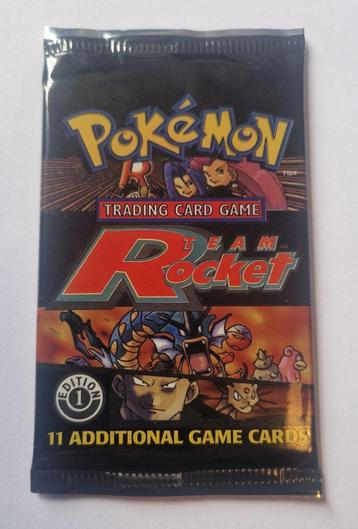 POKéMON
TRADING CARD GAME
TEAM
Rocket
EDITION
1
11 ADDITIONAL GAME CARDS